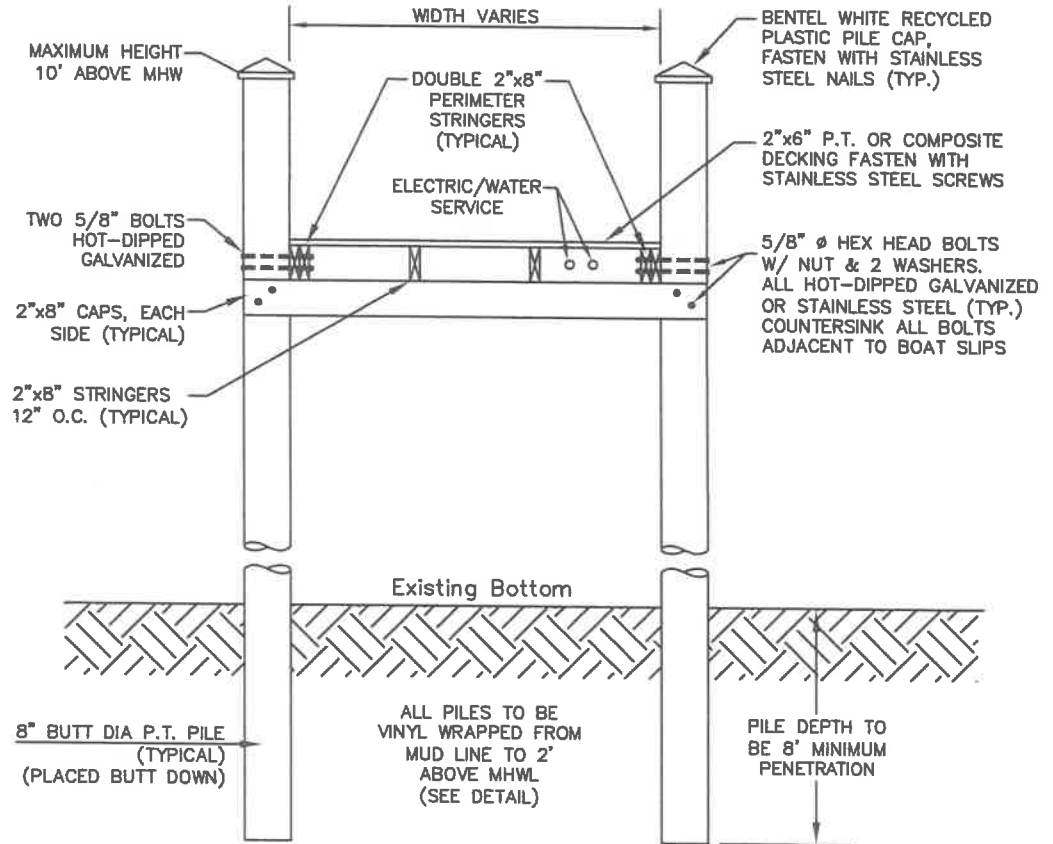 WIDTH VARIES
MAXIMUM HEIGHT
10' ABOVE MHW
BENTEL WHITE RECYCLED
PLASTIC PILE CAP,
FASTEN WITH STAINLESS
STEEL NAILS (TYP.)
DOUBLE 2"x8"
PERIMETER
STRINGERS
(TYPICAL)
2"x6" P.T. OR COMPOSITE
DECKING FASTEN WITH
STAINLESS STEEL SCREWS
ELECTRIC/WATER
SERVICE
TWO 5/8" BOLTS
HOT-DIPPED
GALVANIZED
5/8" ø HEX HEAD BOLTS
W/ NUT & 2 WASHERS.
ALL HOT-DIPPED GALVANIZED
OR STAINLESS STEEL (TYP.)
COUNTERSINK ALL BOLTS
ADJACENT TO BOAT SLIPS
2"x8" CAPS, EACH
SIDE (TYPICAL)
2"x8" STRINGERS
12" O.C. (TYPICAL)
Existing Bottom
8" BUTT DIA P.T. PILE
(TYPICAL)
(PLACED BUTT DOWN)
ALL PILES TO BE
VINYL WRAPPED FROM
MUD LINE TO 2'
ABOVE MHWL
(SEE DETAIL)
PILE DEPTH TO
BE 8' MINIMUM
PENETRATION